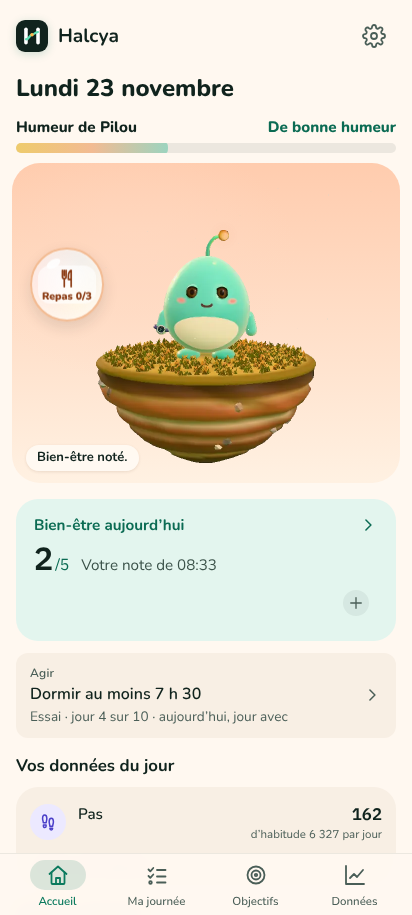 Halcya
Lundi 23 novembre
Humeur de Pilou
De bonne humeur
Repas 0/3
Bien-être noté.
Bien-être aujourd’hui
2/5 Votre note de 08:33
Agir
Dormir au moins 7 h 30
Essai · jour 4 sur 10 · aujourd’hui, jour avec
Vos données du jour
Pas
162
d’habitude 6 327 par jour
Accueil
Ma journée
Objectifs
Données